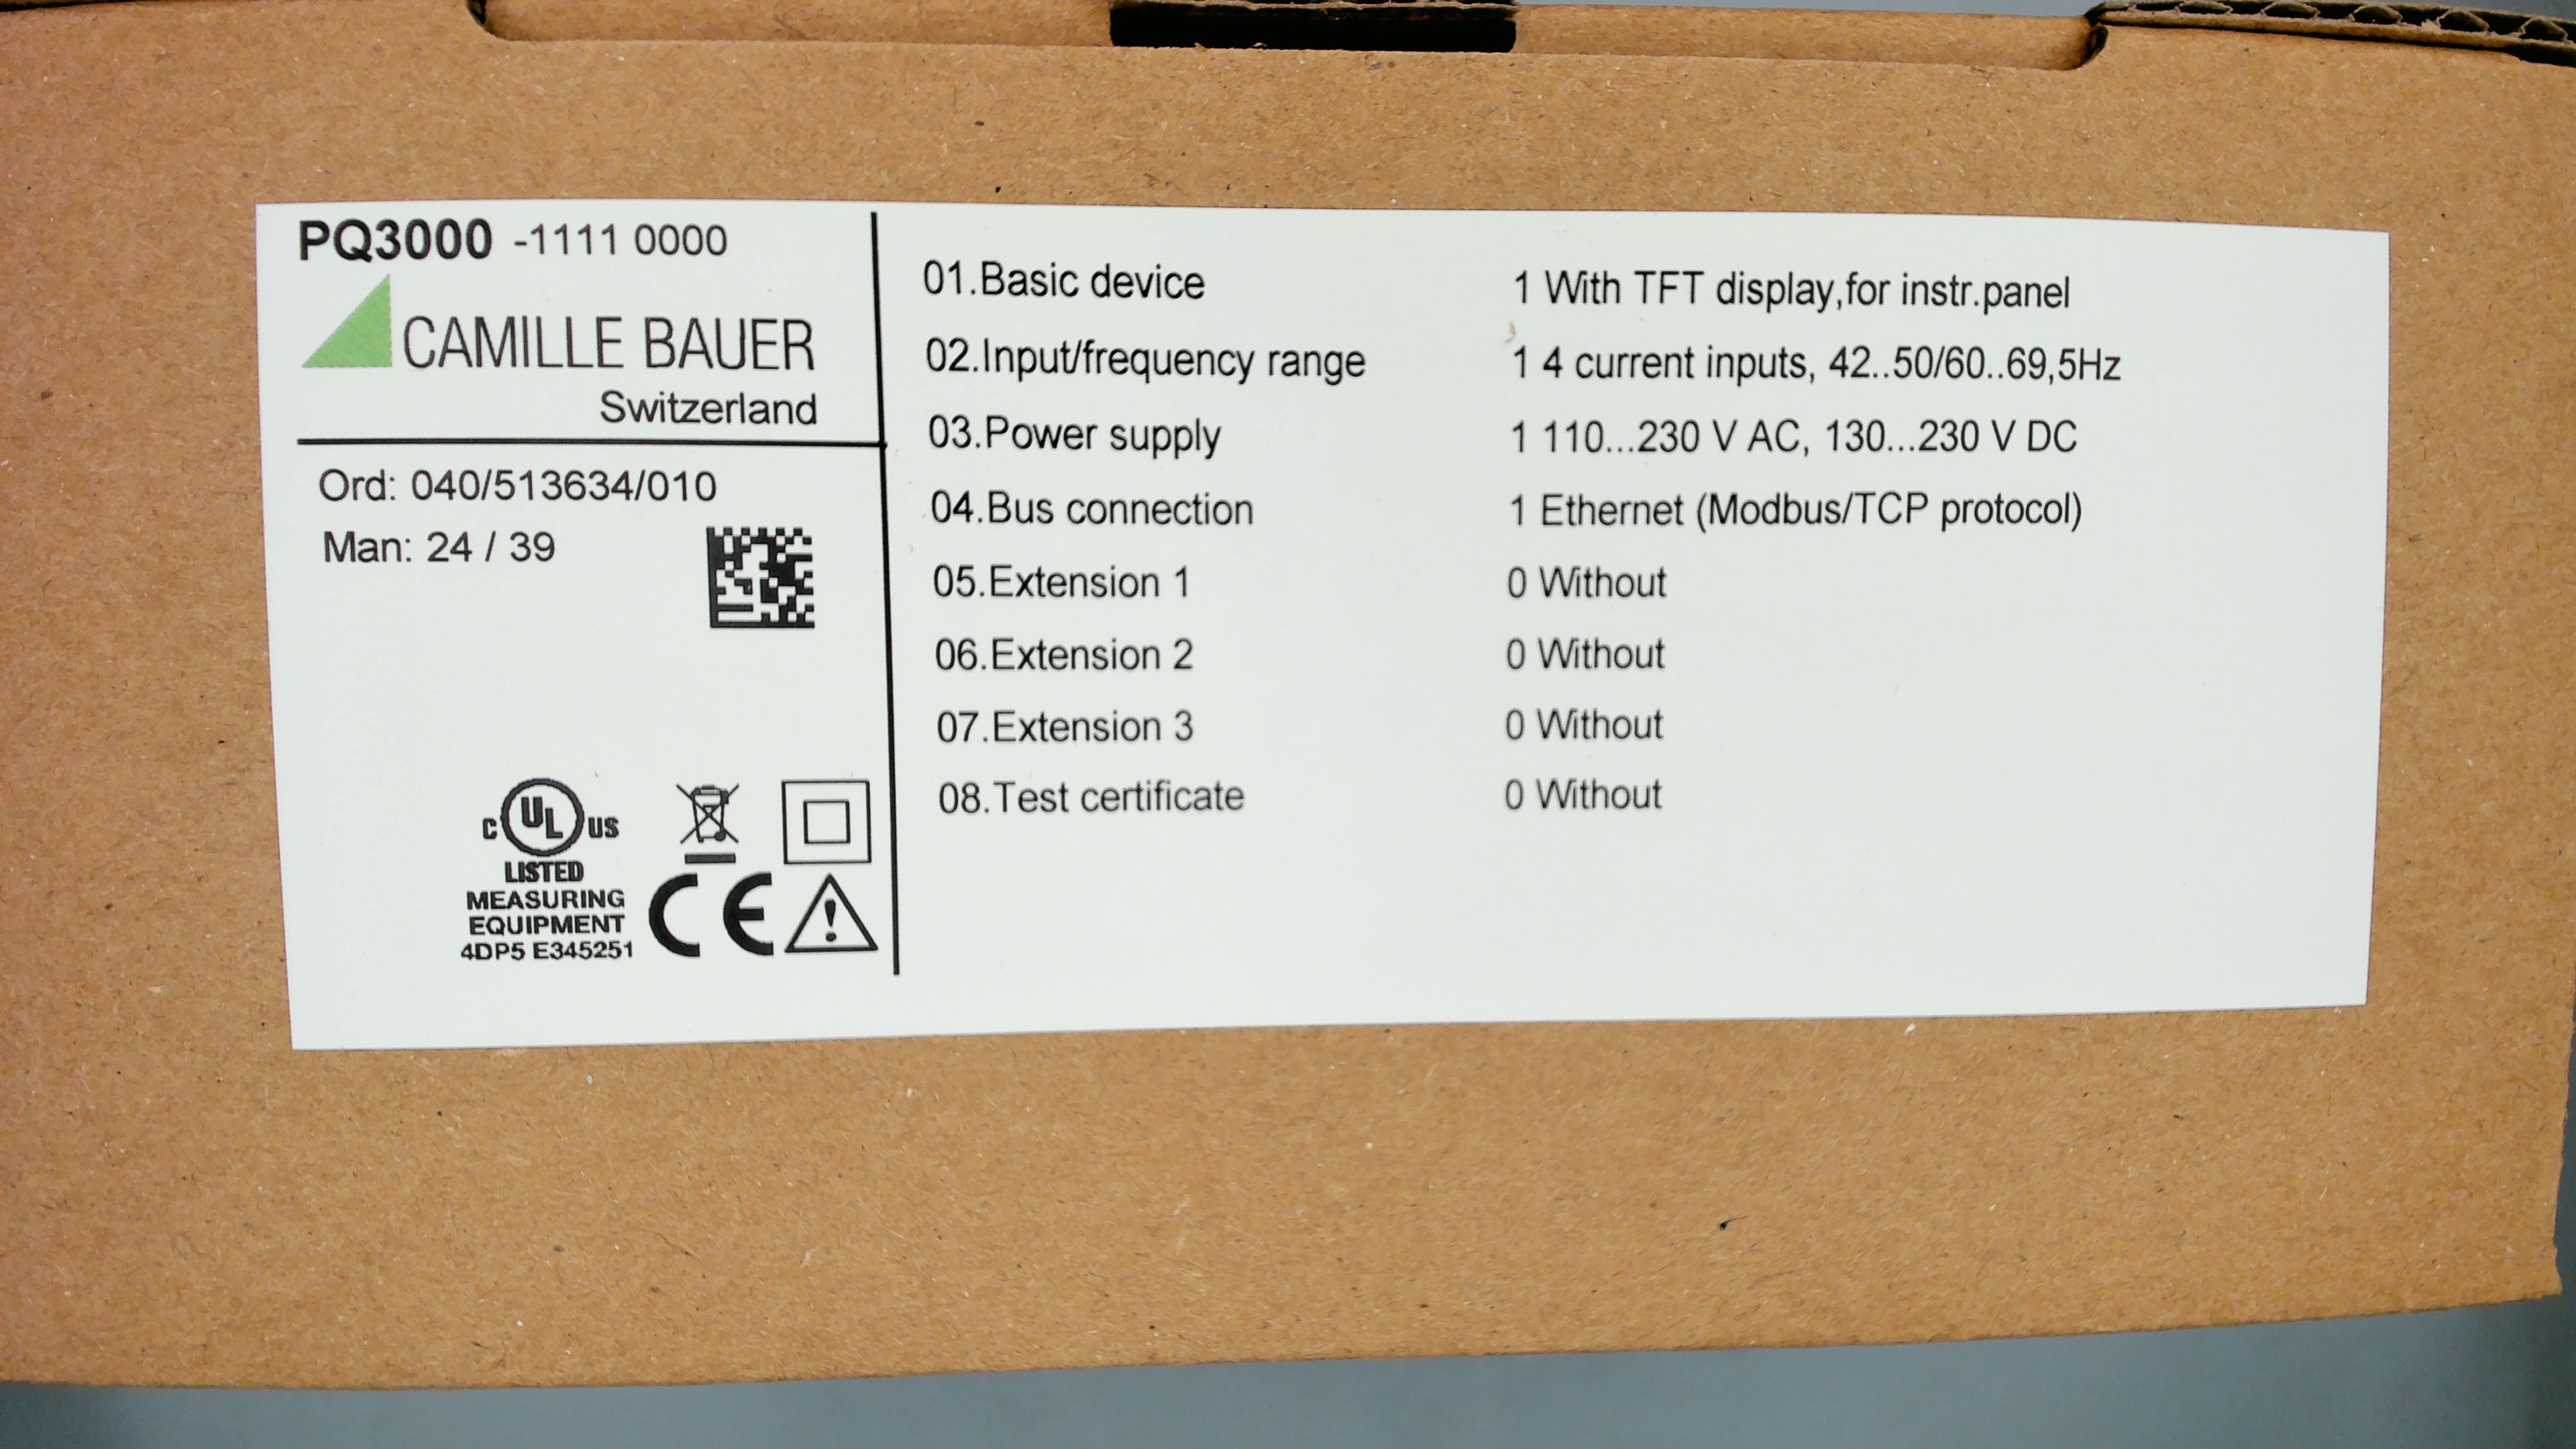 PQ3000 -1111 0000
CAMILLE BAUER
Switzerland
Ord: 040/513634/010
Man: 24 / 39
C UL US
LISTED
MEASURING
EQUIPMENT
4DP5 E345251
CE
01.Basic device 1 With TFT display,for instr.panel
02.Input/frequency range 1 4 current inputs, 42..50/60..69,5Hz
03.Power supply 1 110...230 V AC, 130...230 V DC
04.Bus connection 1 Ethernet (Modbus/TCP protocol)
05.Extension 1 0 Without
06.Extension 2 0 Without
07.Extension 3 0 Without
08.Test certificate 0 Without